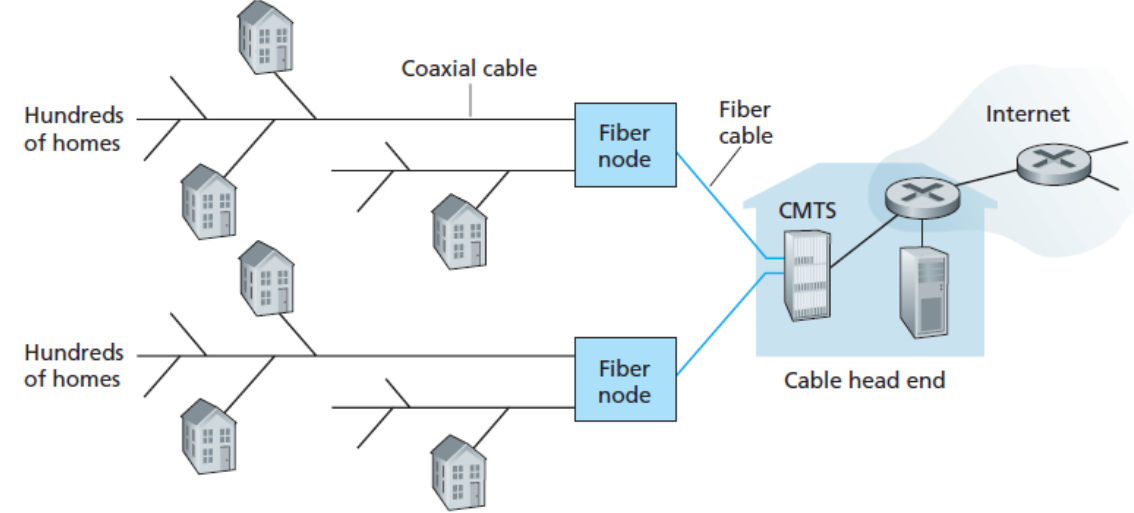 Coaxial cable
Hundreds
of homes
Fiber
node
Fiber
cable
Internet
CMTS
Hundreds
of homes
Fiber
node
Cable head end